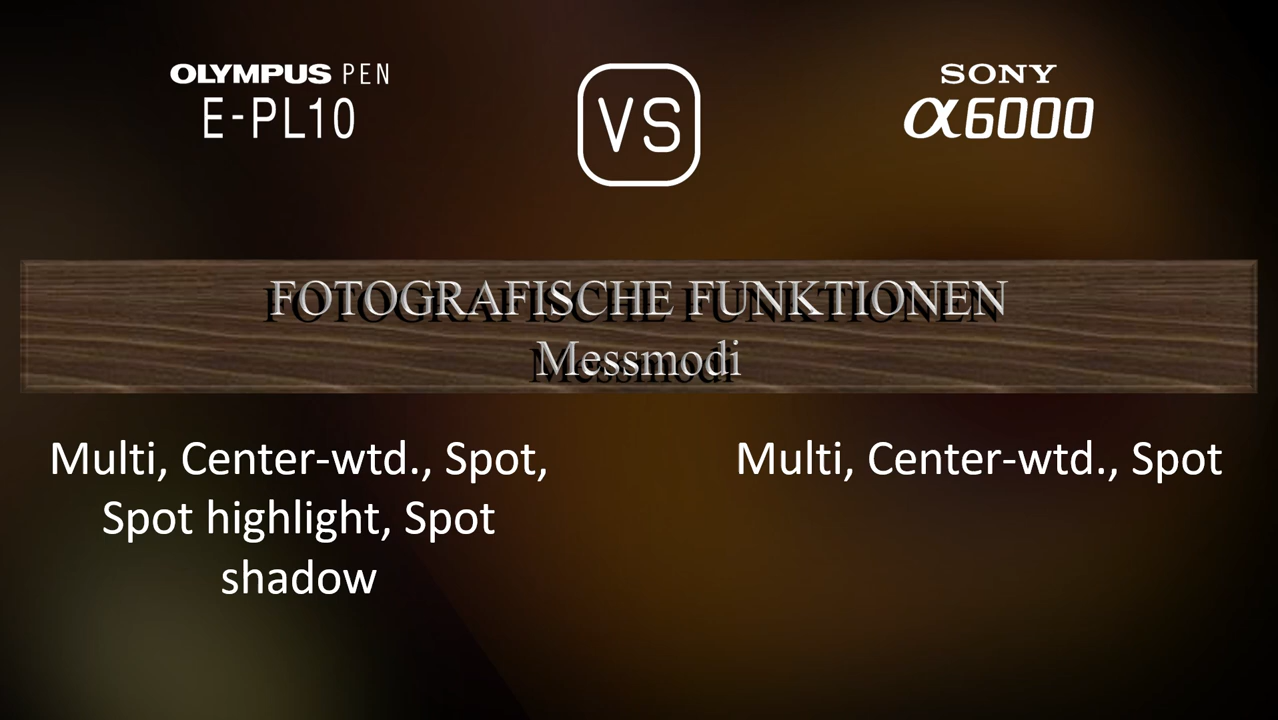 OLYMPUS PEN
E-PL10
VS
SONY
α6000
FOTOGRAFISCHE FUNKTIONEN
Messmodi
Multi, Center-wtd., Spot,
Spot highlight, Spot
shadow
Multi, Center-wtd., Spot